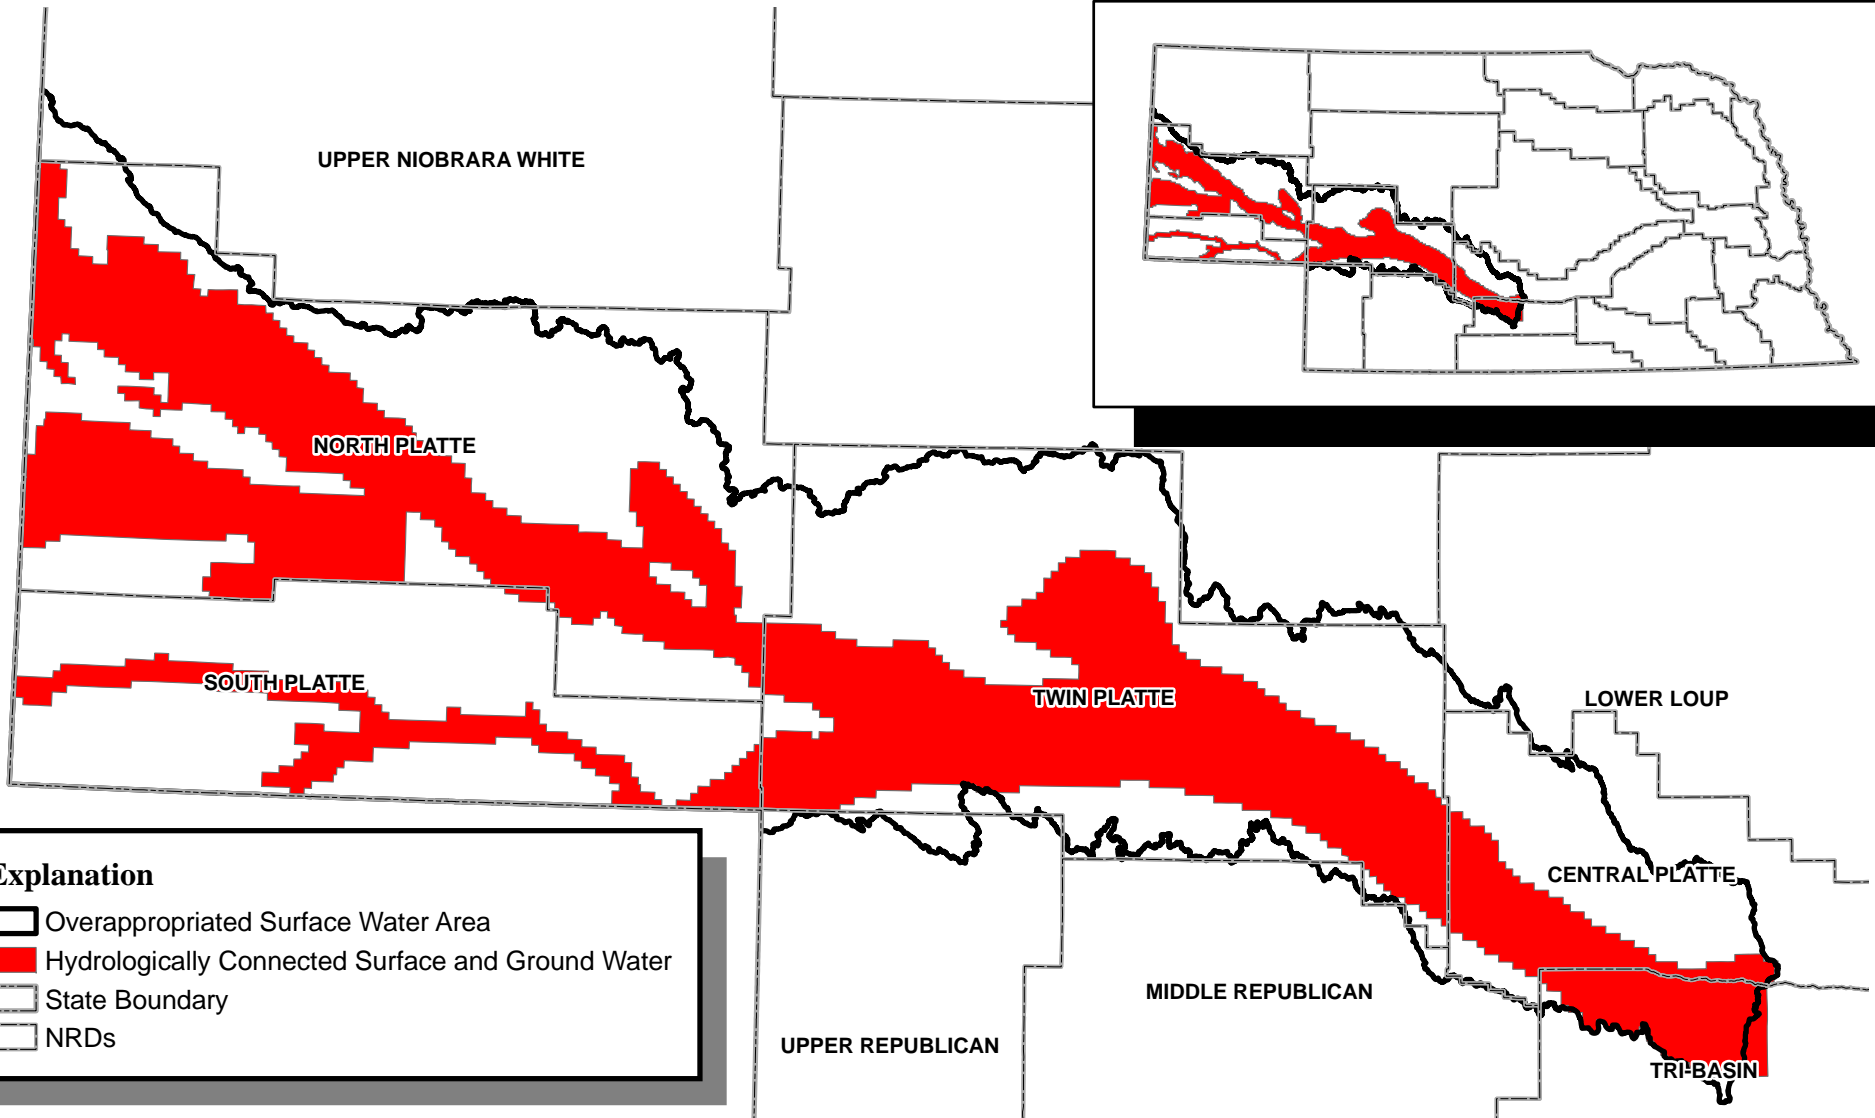 UPPER NIOBRARA WHITE
NORTH PLATTE
SOUTH PLATTE
TWIN PLATTE
LOWER LOUP
CENTRAL PLATTE
MIDDLE REPUBLICAN
UPPER REPUBLICAN
TRI-BASIN
Explanation
Overappropriated Surface Water Area
Hydrologically Connected Surface and Ground Water
State Boundary
NRDs